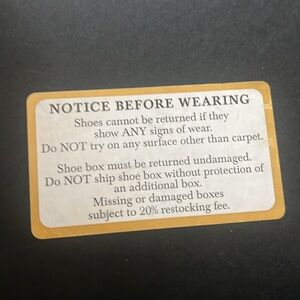 NOTICE BEFORE WEARING
Shoes cannot be returned if they
show ANY signs of wear.
Do NOT try on any surface other than carpet.
Shoe box must be returned undamaged.
Do NOT ship shoe box without protection of
an additional box.
Missing or damaged boxes
subject to 20% restocking fee.